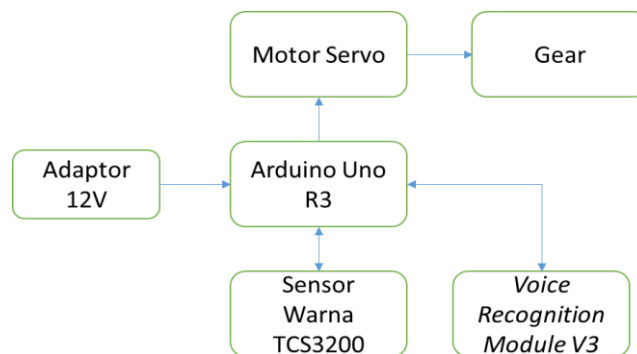 Motor Servo
Gear
Adaptor
12V
Arduino Uno
R3
Sensor
Warna
TCS3200
Voice
Recognition
Module V3